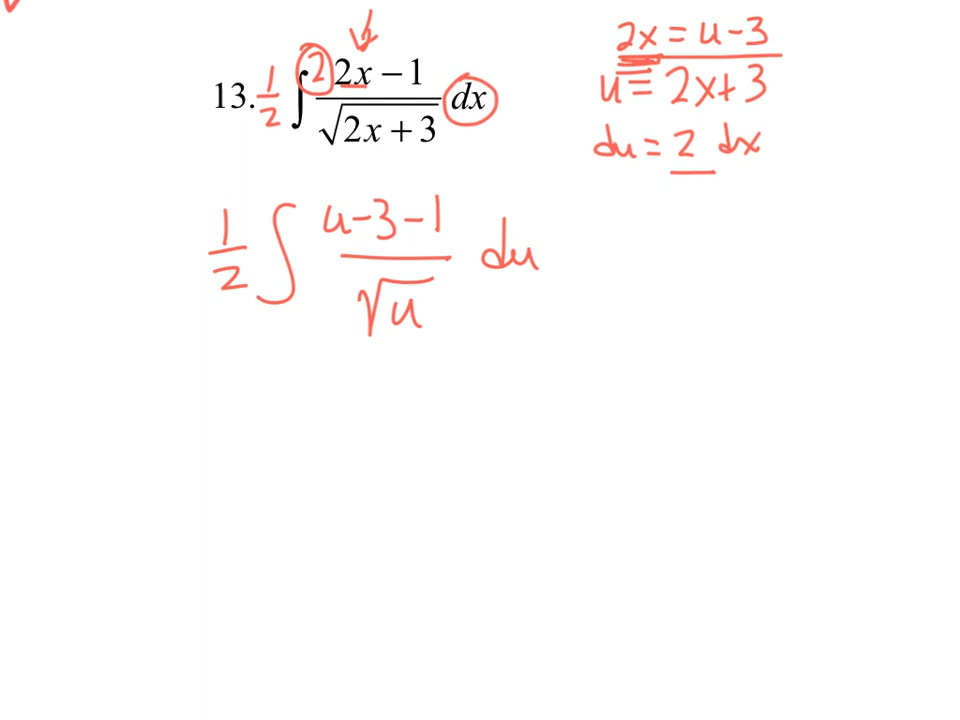 2x = u - 3
13. 1/2 ∫ 2 (2x - 1)/√(2x + 3) dx
u = 2x + 3
du = 2 dx
1/2 ∫ (u - 3 - 1)/√u du